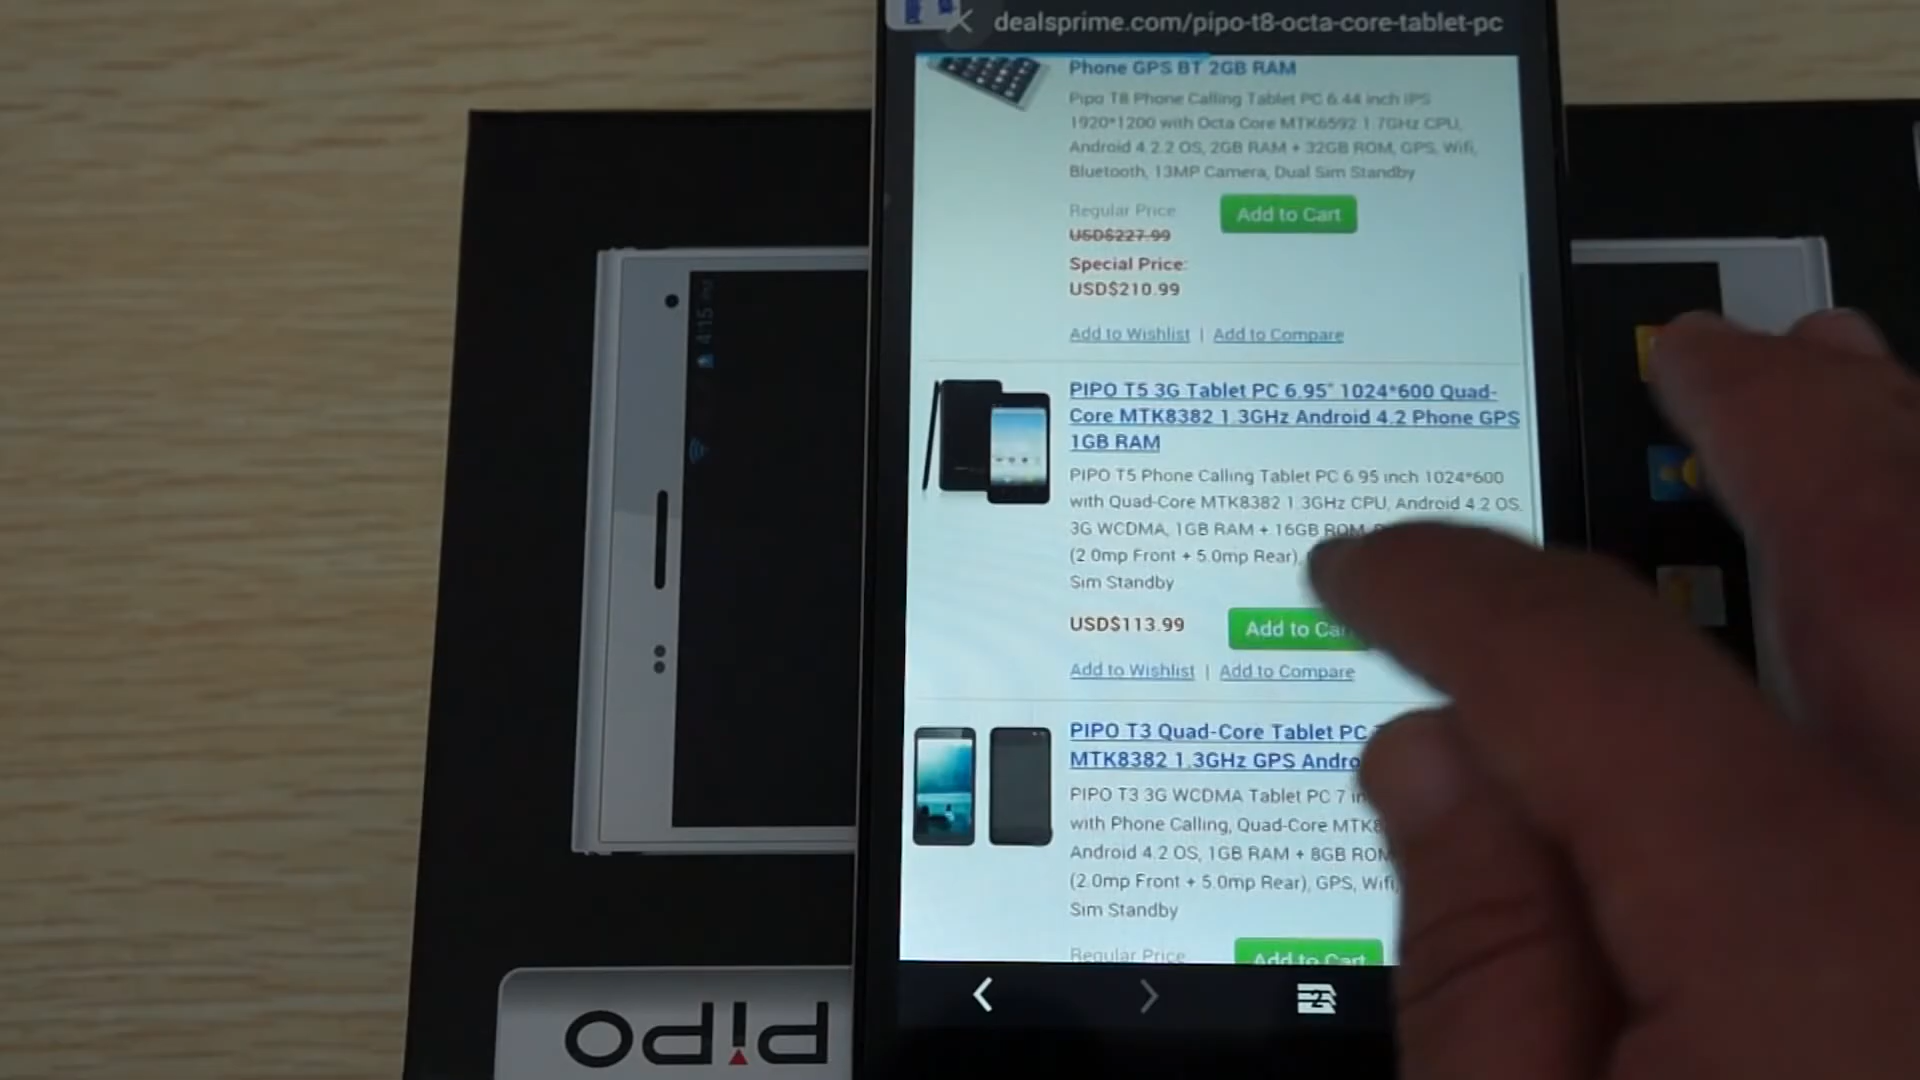 dealsprime.com/pipo-t8-octa-core-tablet-pc
Phone GPS BT 2GB RAM
Pipo T8 Phone Calling Tablet PC 6.44 inch IPS
1920*1200 with Octa Core MTK6592 1.7GHz CPU,
Android 4.2.2 OS, 2GB RAM + 32GB ROM, GPS, Wifi,
Bluetooth, 13MP Camera, Dual Sim Standby
Regular Price
Add to Cart
USD$227.99
Special Price:
USD$210.99
Add to Wishlist | Add to Compare
PIPO T5 3G Tablet PC 6.95" 1024*600 Quad-
Core MTK8382 1.3GHz Android 4.2 Phone GPS
1GB RAM
PIPO T5 Phone Calling Tablet PC 6.95 inch 1024*600
with Quad-Core MTK8382 1.3GHz CPU, Android 4.2 OS,
3G WCDMA, 1GB RAM + 16GB ROM,
(2.0mp Front + 5.0mp Rear),
Sim Standby
USD$113.99
Add to Cart
Add to Wishlist | Add to Compare
PIPO T3 Quad-Core Tablet PC
MTK8382 1.3GHz GPS Andro
PIPO T3 3G WCDMA Tablet PC 7 in
with Phone Calling, Quad-Core MTK8
Android 4.2 OS, 1GB RAM + 8GB ROM
(2.0mp Front + 5.0mp Rear), GPS, Wifi,
Sim Standby
Regular Price
Add to Cart
2
4:15 PM
PiPO